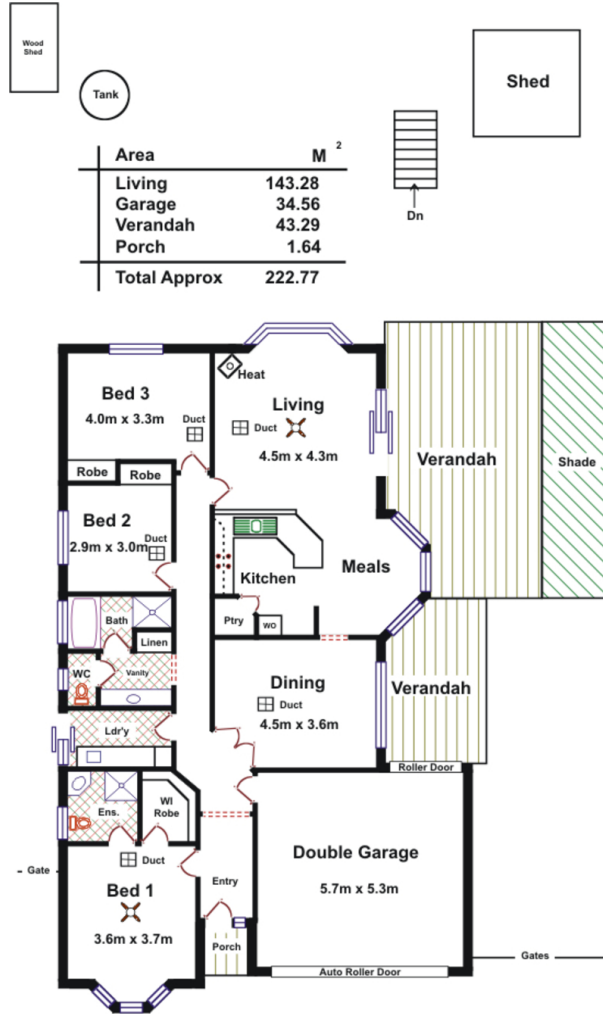 Wood
Shed
Tank
Shed
Dn
Area M 2
Living 143.28
Garage 34.56
Verandah 43.29
Porch 1.64
Total Approx 222.77
Heat
Bed 3
4.0m x 3.3m
Duct
Living
Duct
4.5m x 4.3m
Verandah
Shade
Robe
Robe
Bed 2
2.9m x 3.0m
Duct
Kitchen
Meals
Bath
Linen
Ptry
WO
WC
Vanity
Dining
Duct
4.5m x 3.6m
Verandah
Ldr'y
Roller Door
Ens.
WI
Robe
Double Garage
5.7m x 5.3m
Gate
Duct
Bed 1
3.6m x 3.7m
Entry
Porch
Auto Roller Door
Gates